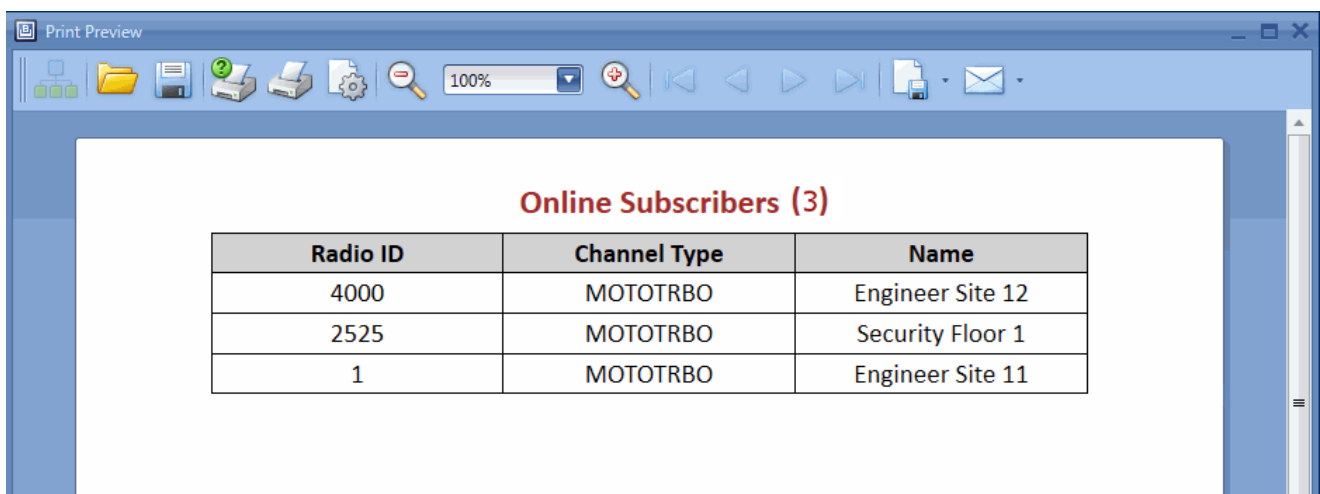 Print Preview
100%
Online Subscribers (3)
Radio ID Channel Type Name
4000 MOTOTRBO Engineer Site 12
2525 MOTOTRBO Security Floor 1
1 MOTOTRBO Engineer Site 11